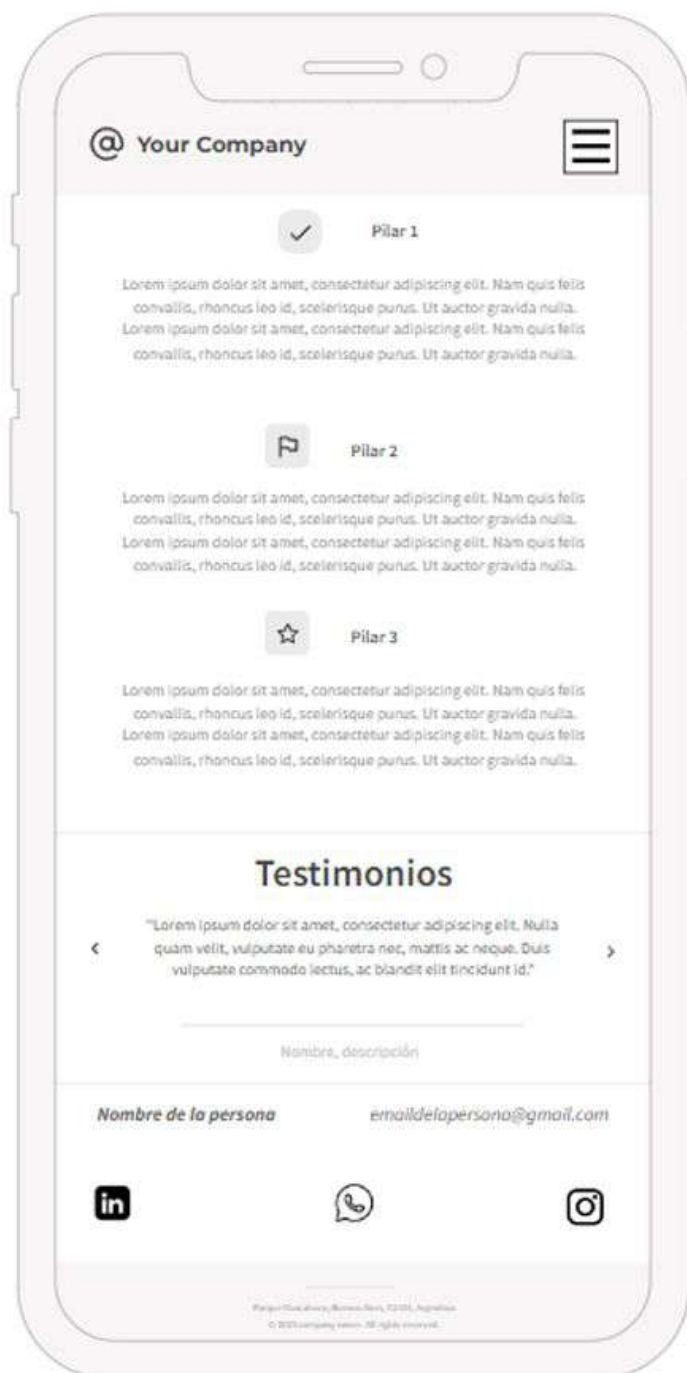 @ Your Company
Pilar 1
Lorem ipsum dolor sit amet, consectetur adipiscing elit. Nam quis felis
convallis, rhoncus leo id, scelerisque purus. Ut auctor gravida nulla.
Lorem ipsum dolor sit amet, consectetur adipiscing elit. Nam quis felis
convallis, rhoncus leo id, scelerisque purus. Ut auctor gravida nulla.
Pilar 2
Lorem ipsum dolor sit amet, consectetur adipiscing elit. Nam quis felis
convallis, rhoncus leo id, scelerisque purus. Ut auctor gravida nulla.
Lorem ipsum dolor sit amet, consectetur adipiscing elit. Nam quis felis
convallis, rhoncus leo id, scelerisque purus. Ut auctor gravida nulla.
Pilar 3
Lorem ipsum dolor sit amet, consectetur adipiscing elit. Nam quis felis
convallis, rhoncus leo id, scelerisque purus. Ut auctor gravida nulla.
Lorem ipsum dolor sit amet, consectetur adipiscing elit. Nam quis felis
convallis, rhoncus leo id, scelerisque purus. Ut auctor gravida nulla.
Testimonios
"Lorem ipsum dolor sit amet, consectetur adipiscing elit. Nulla
quam velit, vulputate eu pharetra nec, mattis ac neque. Duis
vulputate commodo lectus, ac blandit elit tincidunt id."
Nombre, descripción
Nombre de la persona emaildelapersona@gmail.com
in
Buenos Aires, Argentina
© company All rights reserved.